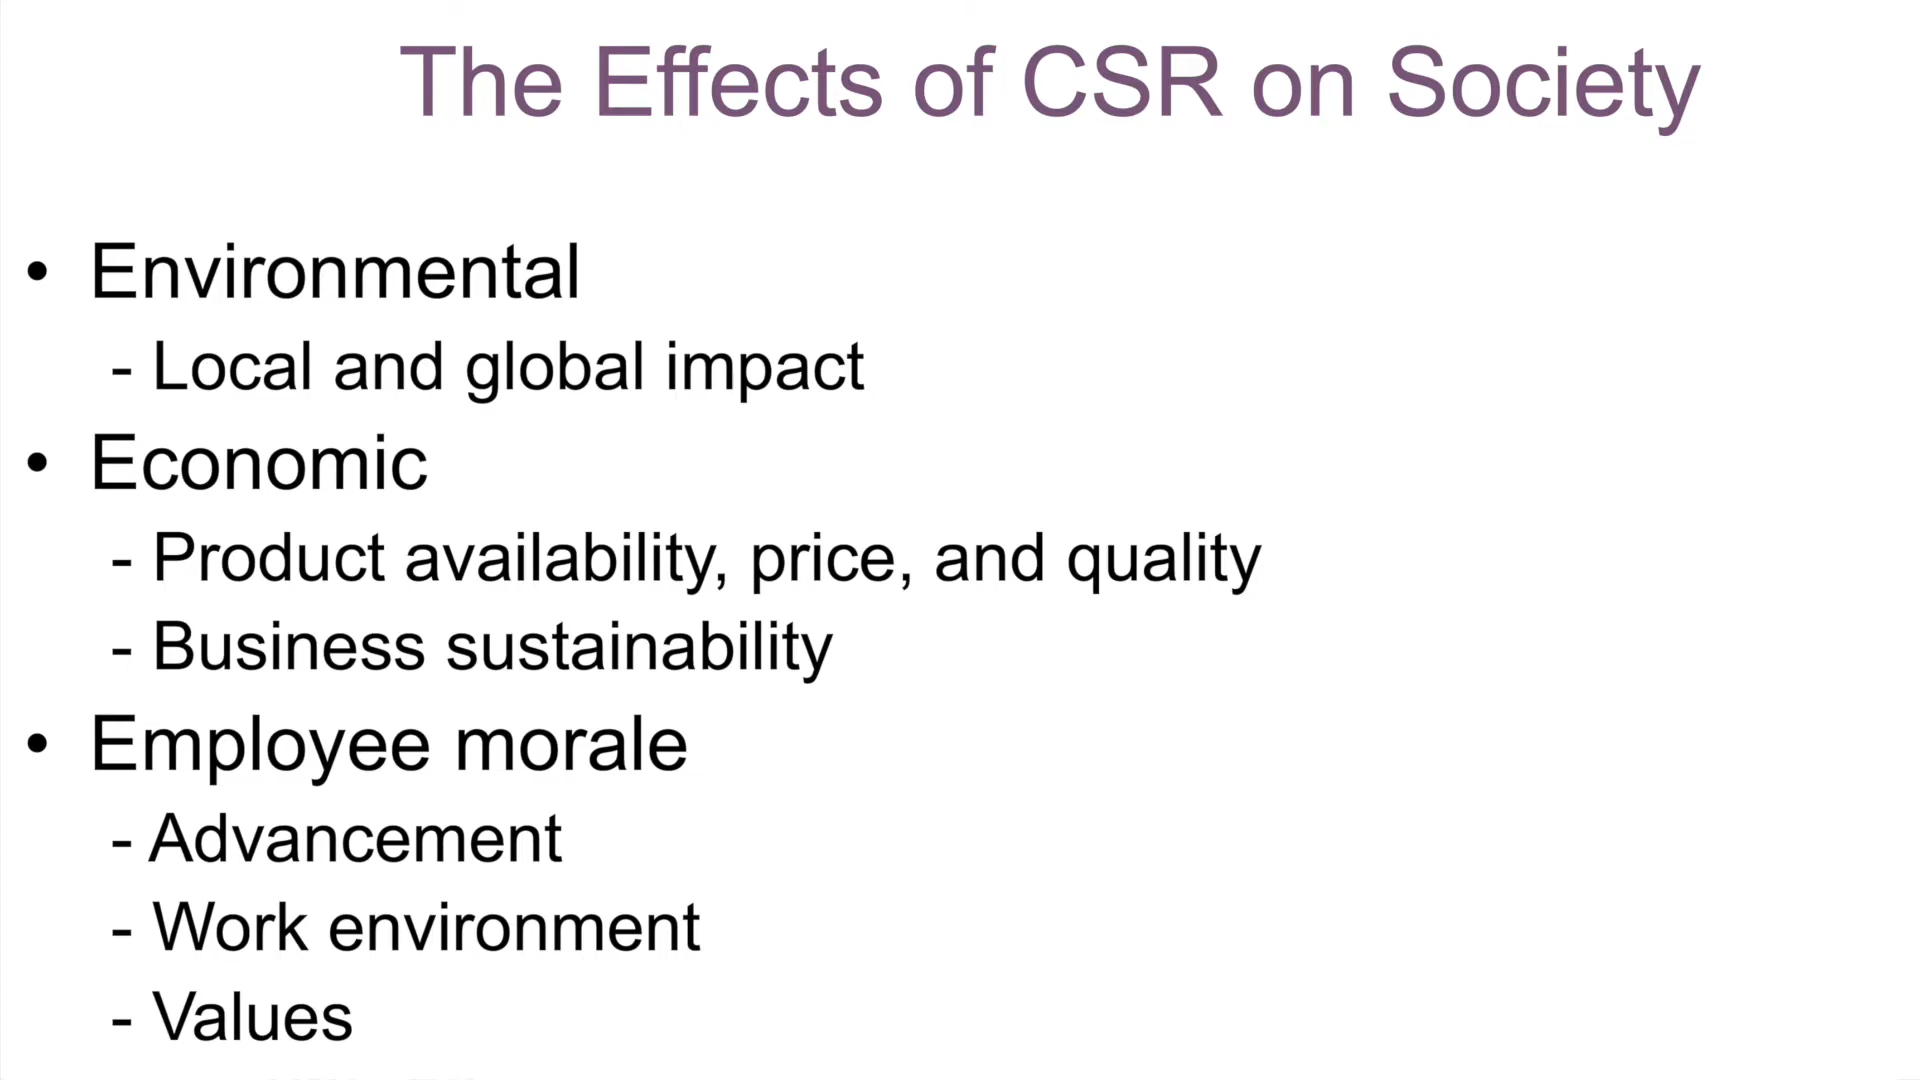 The Effects of CSR on Society
• Environmental
- Local and global impact
• Economic
- Product availability, price, and quality
- Business sustainability
• Employee morale
- Advancement
- Work environment
- Values